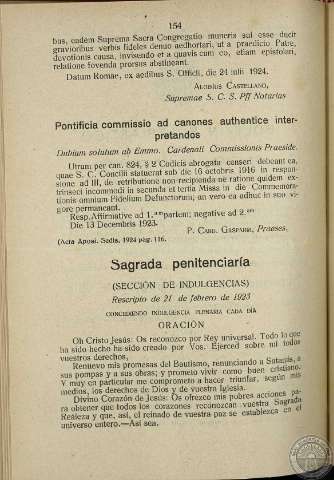 154
bus, eadem Suprema Sacra Congregatio muneris sui esse ducit
gravioribus verbis fideles denuo aedhortari, ut a praedicto Patre,
devotionis causa, invisendo et a quavis cum eo, etiam epistolari,
relatione fovenda prorsus abstineant.
Datum Romae, ex aedibus S. Officii, die 24 iulii 1924.
ALOISIUS CASTELLANO,
Supremae S. C. S. Off Notarius
Pontificia commissio ad canones authentice inter-
pretandos
Dubium solutum ab Emmo. Cardenali Commissionis Praeside.
Utrum per can. 824, § 2 Codicis abrogata censeri debeant ea,
quae S. C. Concilii statuerat sub die 16 octobris 1916 in respan-
sione ad III, de retributione non-recipienda ne ratione quidem ex-
trinseci incommodi in secunda et tertia Missa in die Commemora-
tionis omnium Fidelium Defunctorum; an vero ea adhuc in suo vi-
gore permaneant.
Resp. Affirmative ad 1.am partem; negative ad 2.am
Die 13 Decembris 1923.
P. CARD. GASPARRI, Praeses.
(Acta Apost. Sedis, 1924 pág. 116.
Sagrada penitenciaría
(SECCIÓN DE INDULGENCIAS)
Rescripto de 21 de febrero de 1923
CONCEDIENDO INDULGENCIA PLENARIA CADA DÍA
ORACIÓN
Oh Cristo Jesús: Os reconozco por Rey universal. Todo lo que
ha sido hecho ha sido creado por Vos. Ejerced sobre mí todos
vuestros derechos.
Renuevo mis promesas del Bautismo, renunciando a Satanás, a
sus pompas y a sus obras; y prometo vivir como buen cristiano.
Y muy en particular me comprometo a hacer triunfar, según mis
medios, los derechos de Dios y de vuestra Iglesia.
Divino Corazón de Jesús: Os ofrezco mis pobres acciones pa-
ra obtener que todos los corazones reconozcan vuestra Sagrada
Realeza y que, así, el reinado de vuestra paz se establezca en el
universo entero.—Así sea.